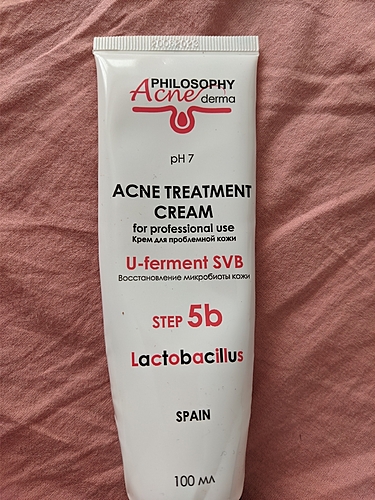 PHILOSOPHY
Acne derma
pH 7
ACNE TREATMENT
CREAM
for professional use
Крем для проблемной кожи
U-ferment SVB
Восстановление микробиоты кожи
STEP 5b
Lactobacillus
SPAIN
100 МЛ